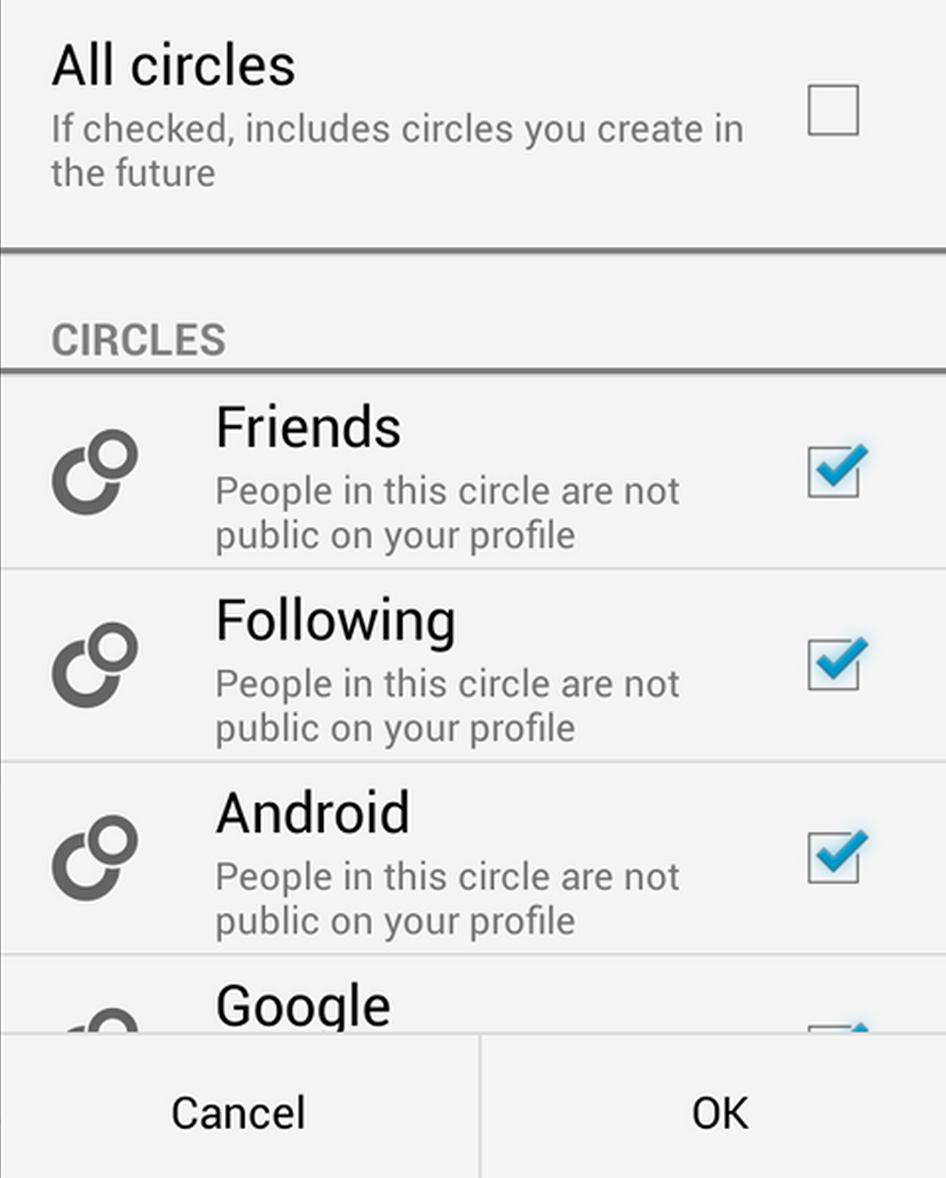 All circles
If checked, includes circles you create in
the future
CIRCLES
Friends
People in this circle are not
public on your profile
Following
People in this circle are not
public on your profile
Android
People in this circle are not
public on your profile
Google
Cancel
OK